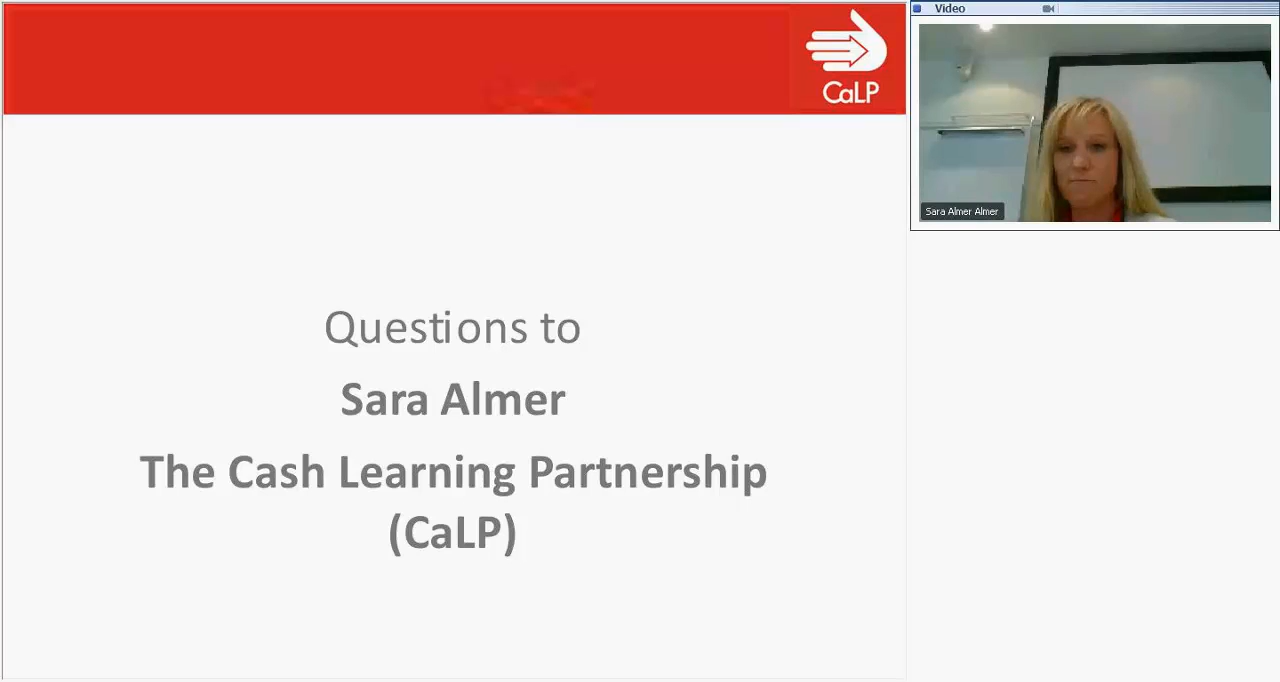 CaLP
Video
Sara Almer Almer
Questions to
Sara Almer
The Cash Learning Partnership
(CaLP)